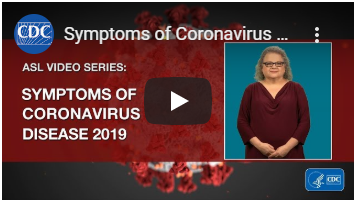 CDC
Symptoms of Coronavirus ...
ASL VIDEO SERIES:
SYMPTOMS OF
CORONAVIRUS
DISEASE 2019
CDC